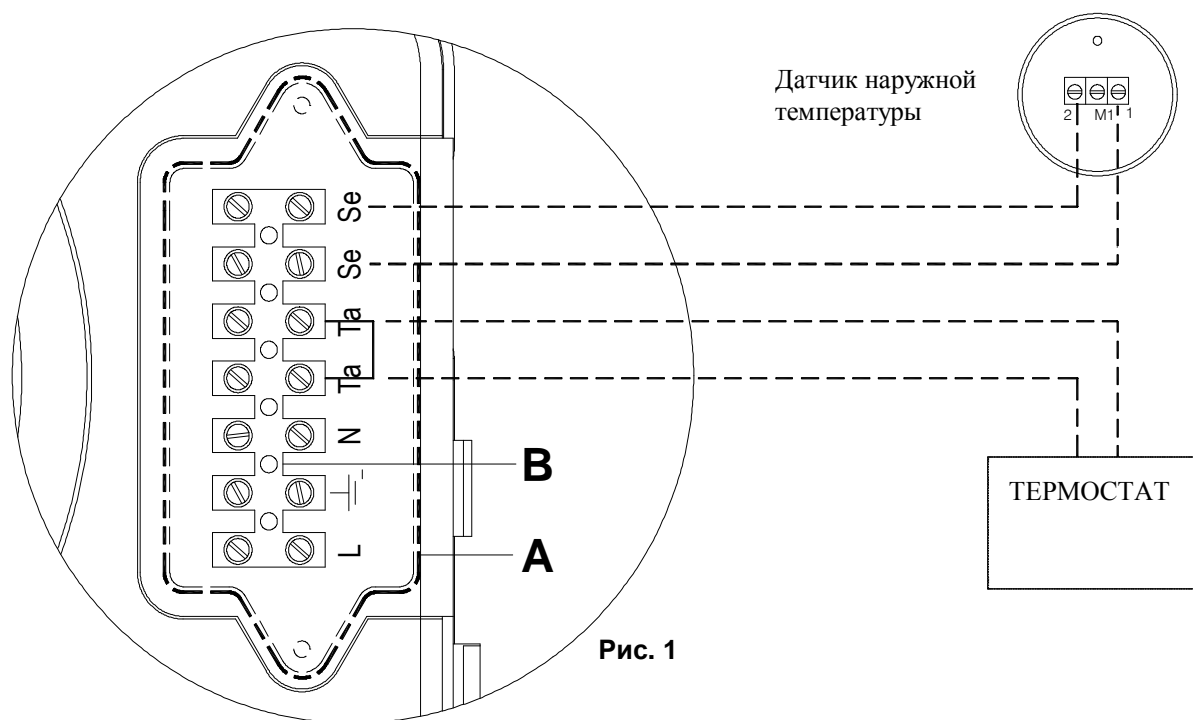 Датчик наружной
температуры
2 M1 1
Se
Se
Ta
Ta
N
B
ТЕРМОСТАТ
L
A
Рис. 1